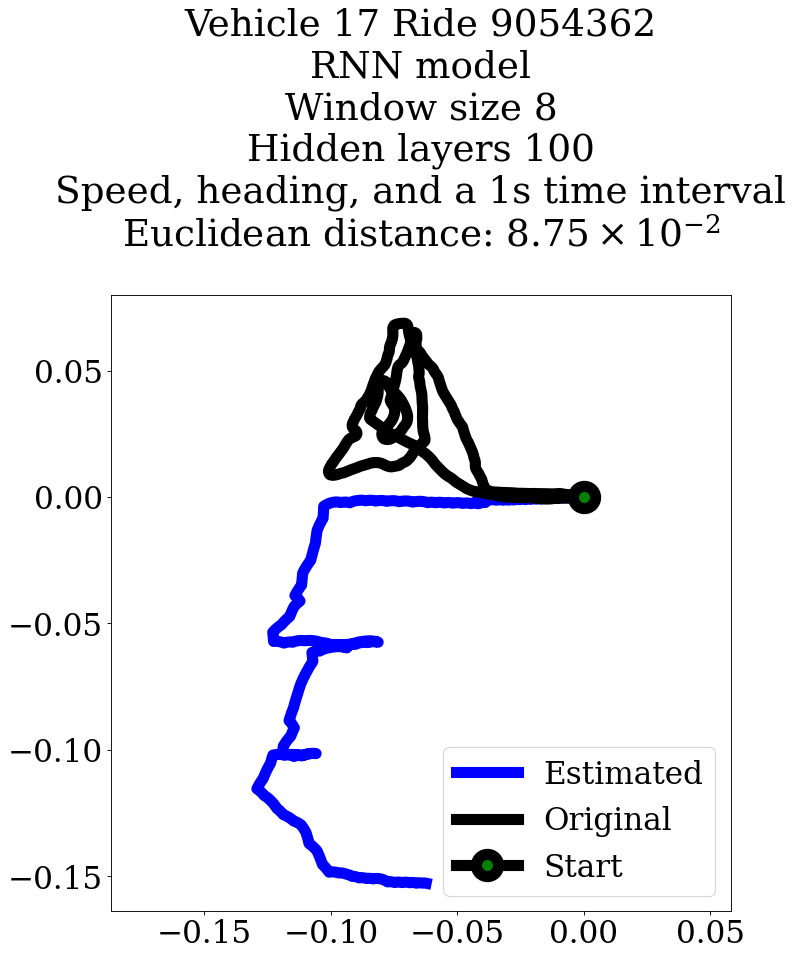 Vehicle 17 Ride 9054362
RNN model
Window size 8
Hidden layers 100
Speed, heading, and a 1s time interval
Euclidean distance: 8.75 × 10⁻²
0.05
0.00
−0.05
−0.10
−0.15
Estimated
Original
Start
−0.15 −0.10 −0.05 0.00 0.05